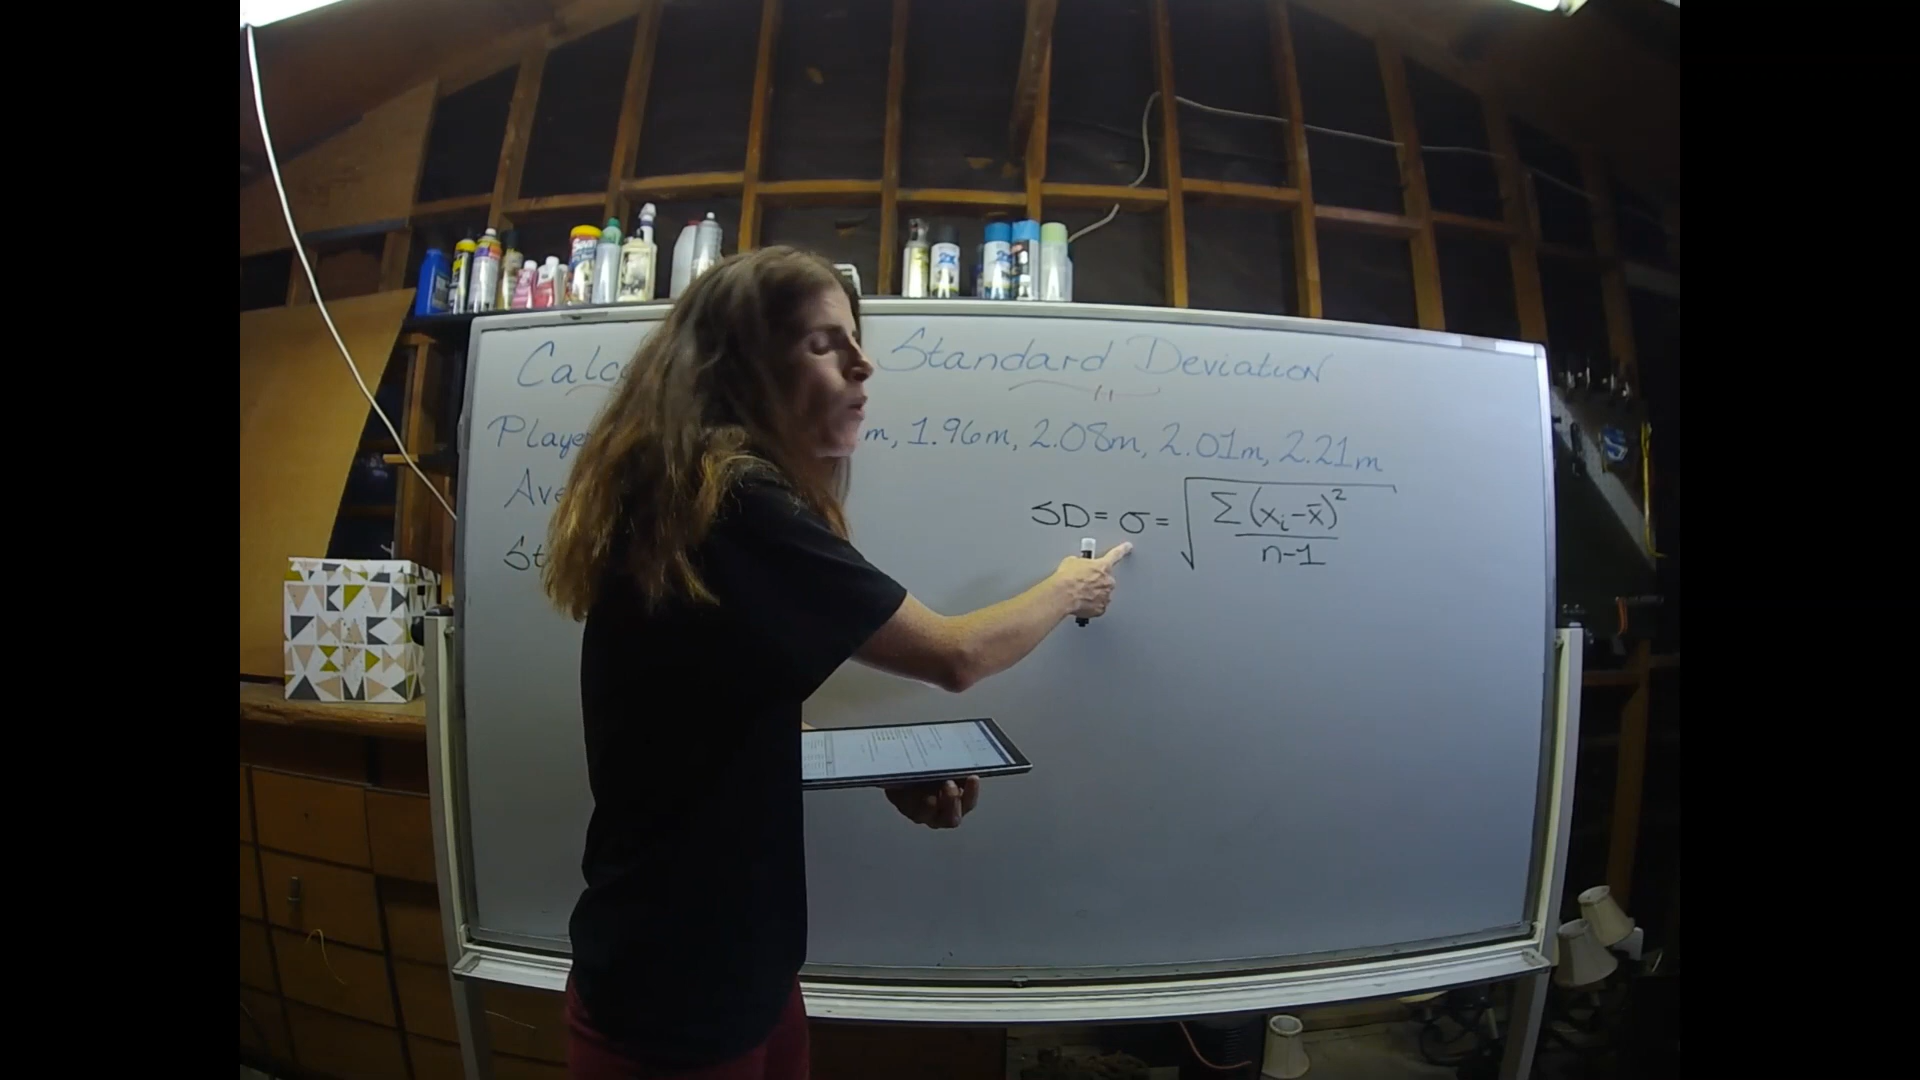 Calc Standard Deviation
Playe m, 1.96m, 2.08m, 2.01m, 2.21m
Ave
SD = σ = √ Σ(xᵢ-x̄)² / n-1
St